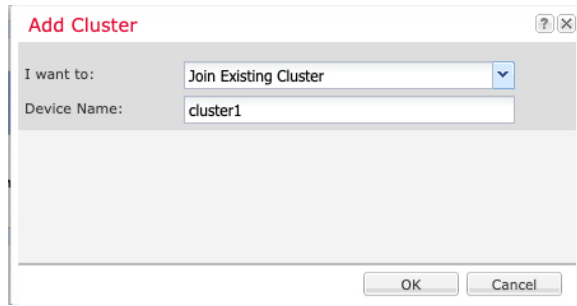 Add Cluster
I want to: Join Existing Cluster
Device Name: cluster1
OK Cancel